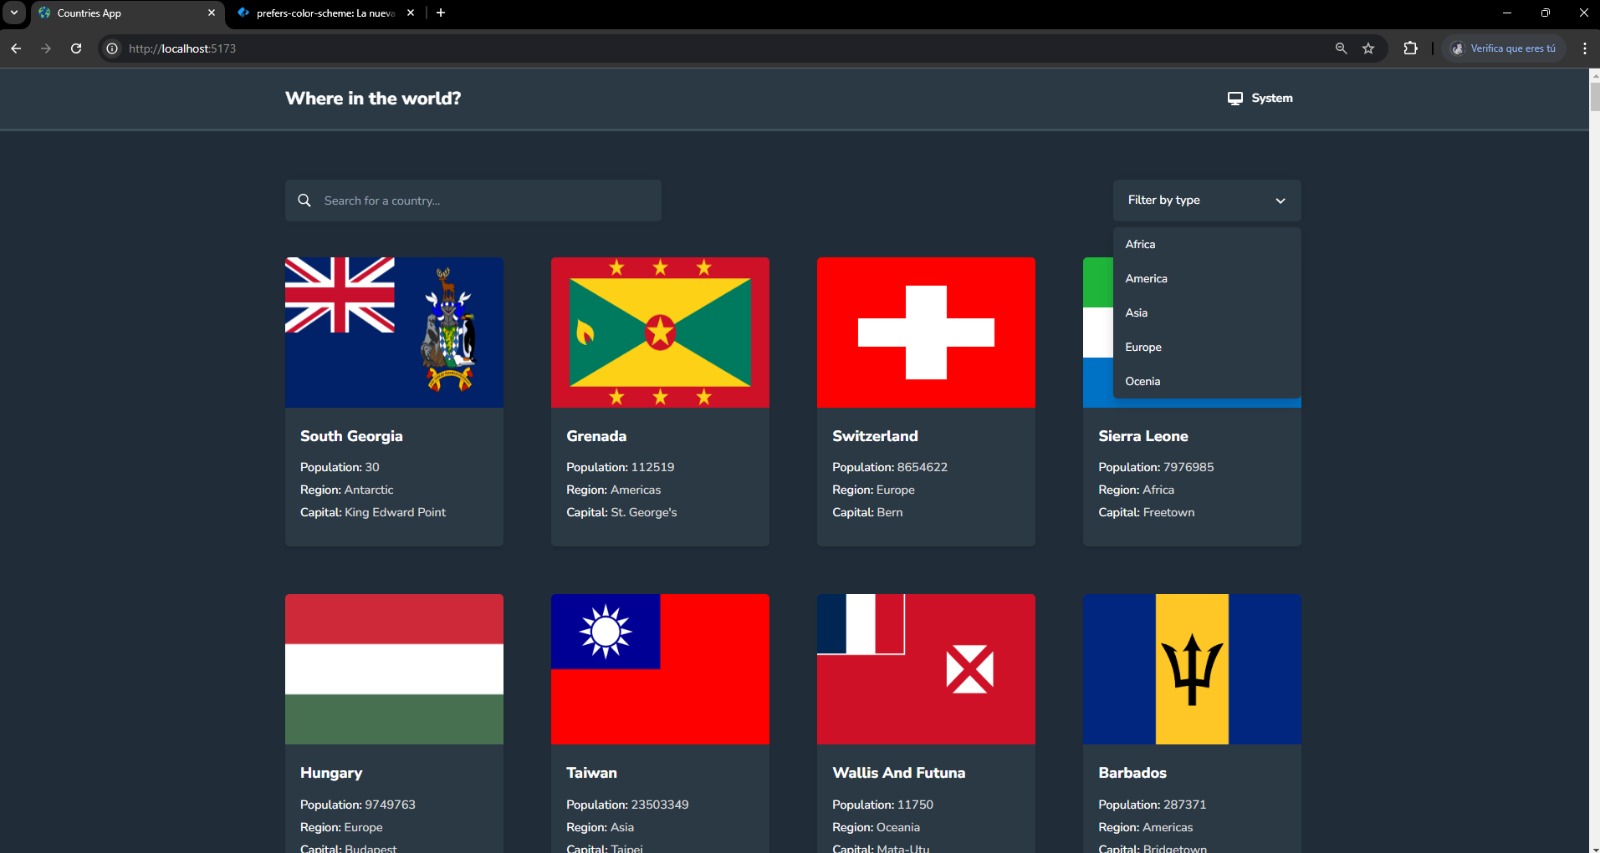 Countries App
prefers-color-scheme: La nueva
http://localhost:5173
Verifica que eres tú
Where in the world?
System
Search for a country...
Filter by type
Africa
America
Asia
Europe
Ocenia
South Georgia
Population: 30
Region: Antarctic
Capital: King Edward Point
Grenada
Population: 112519
Region: Americas
Capital: St. George's
Switzerland
Population: 8654622
Region: Europe
Capital: Bern
Sierra Leone
Population: 7976985
Region: Africa
Capital: Freetown
Hungary
Population: 9749763
Region: Europe
Capital: Budapest
Taiwan
Population: 23503349
Region: Asia
Capital: Taipei
Wallis And Futuna
Population: 11750
Region: Oceania
Capital: Mata-Utu
Barbados
Population: 287371
Region: Americas
Capital: Bridgetown